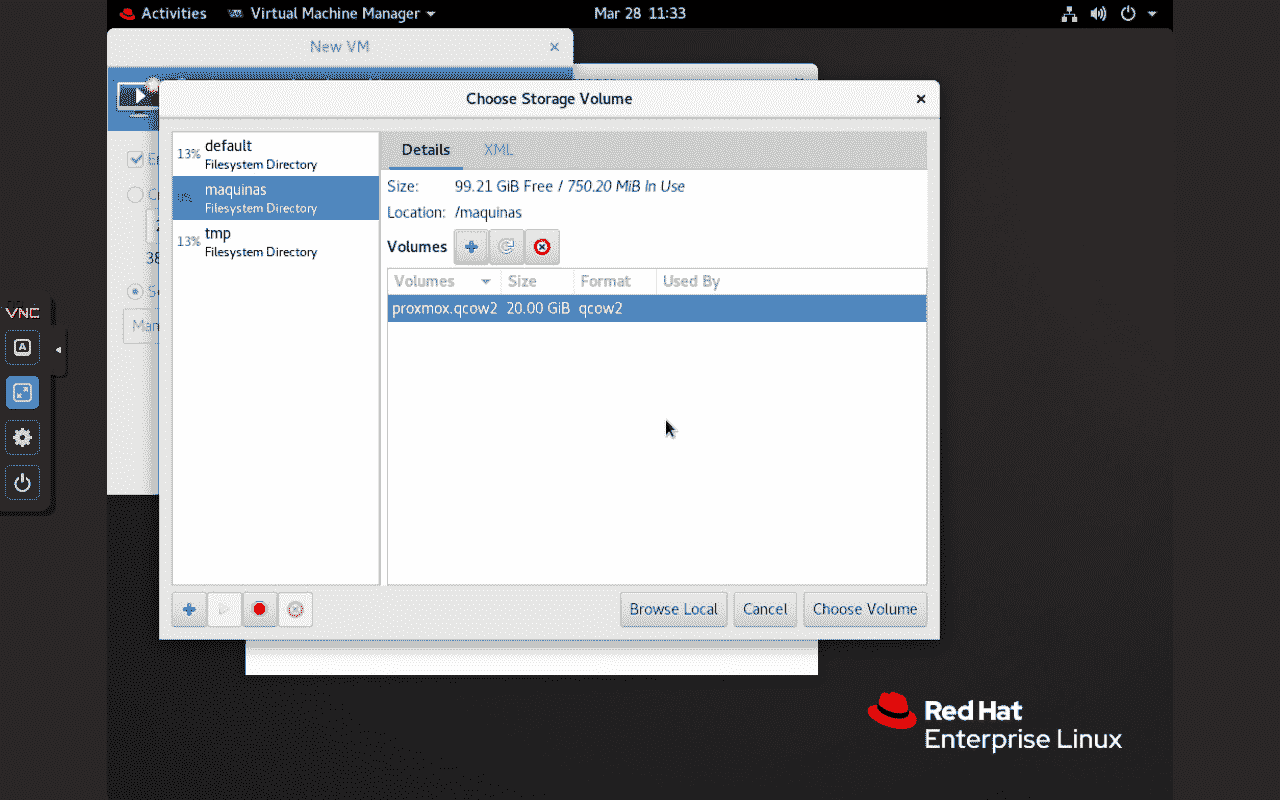 Activities Virtual Machine Manager Mar 28 11:33
New VM
Choose Storage Volume
13% default
Filesystem Directory
0% maquinas
Filesystem Directory
13% tmp
Filesystem Directory
Details XML
Size: 99.21 GiB Free / 750.20 MiB In Use
Location: /maquinas
Volumes
Volumes Size Format Used By
proxmox.qcow2 20.00 GiB qcow2
38
Man
VNC
A
Browse Local Cancel Choose Volume
Red Hat
Enterprise Linux